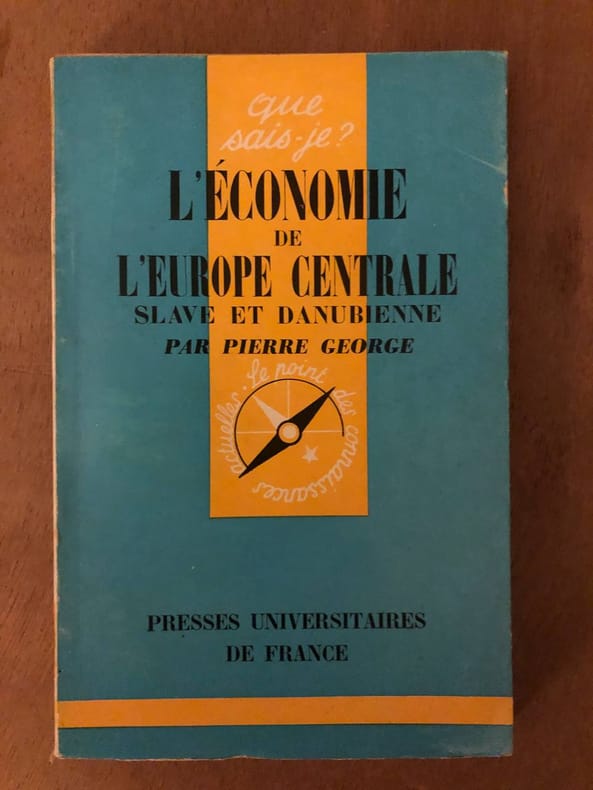 que
sais-je?
L'ÉCONOMIE
DE
L'EUROPE CENTRALE
SLAVE ET DANUBIENNE
PAR PIERRE GEORGE
le point des connaissances actuelles.
PRESSES UNIVERSITAIRES
DE FRANCE